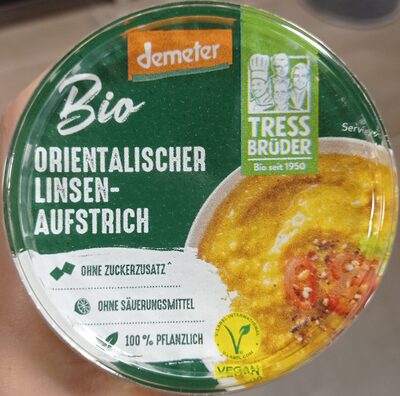 demeter
Bio
ORIENTALISCHER
LINSEN-
AUFSTRICH
TRESS
BRÜDER
Bio seit 1950
OHNE ZUCKERZUSATZ^
OHNE SÄUERUNGSMITTEL
100 % PFLANZLICH
VEGAN